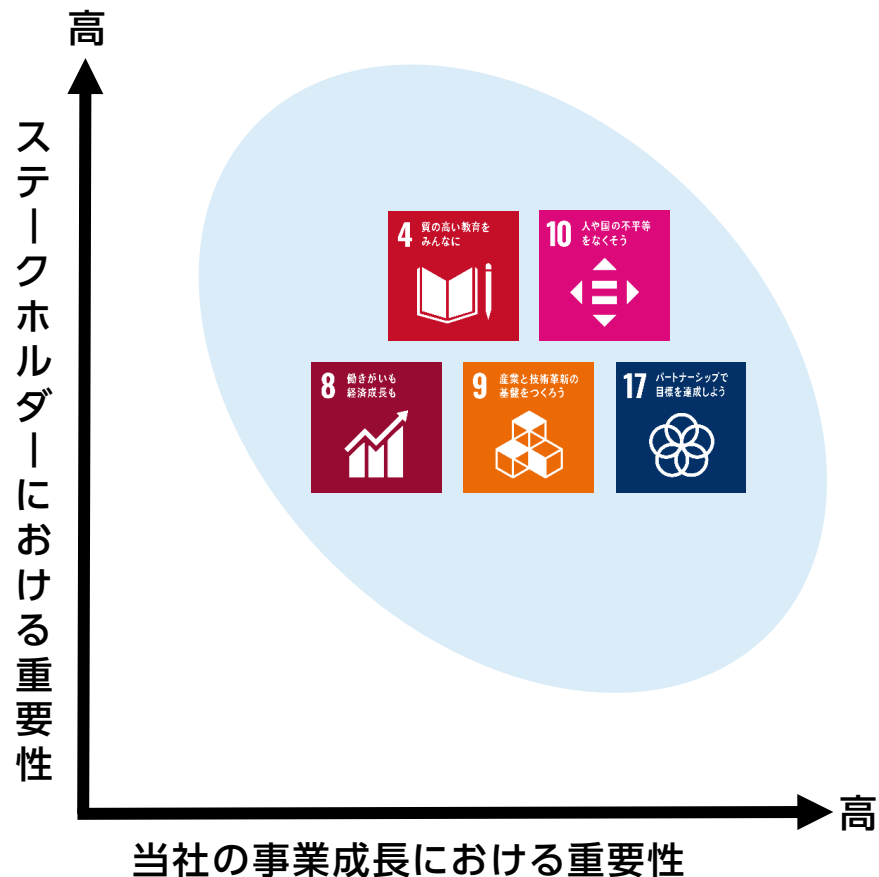 高
ステークホルダーにおける重要性
4 質の高い教育を
みんなに
10 人や国の不平等
をなくそう
8 働きがいも
経済成長も
9 産業と技術革新の
基盤をつくろう
17 パートナーシップで
目標を達成しよう
高
当社の事業成長における重要性